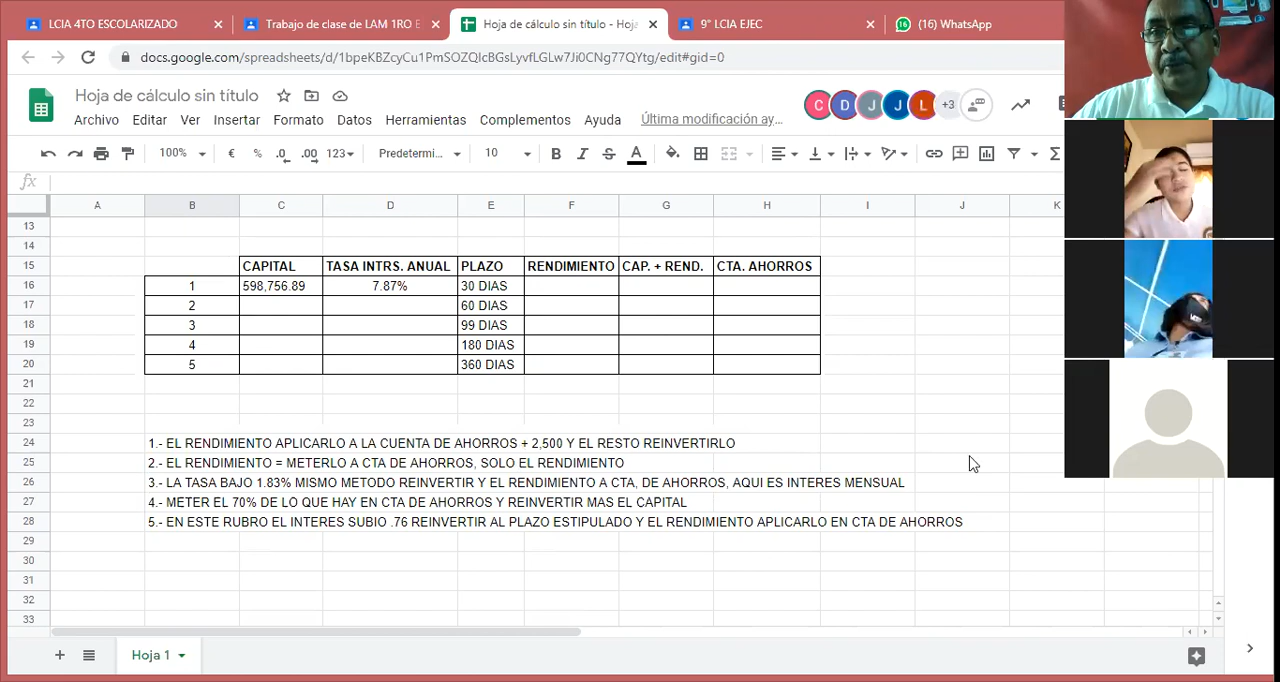 LCIA 4TO ESCOLARIZADO
Trabajo de clase de LAM 1RO E
Hoja de cálculo sin título - Hoja
9° LCIA EJEC
(16) WhatsApp
docs.google.com/spreadsheets/d/1bpeKBZcyCu1PmSOZQIcBGsLyvfLGLw7Ji0CNg77QYtg/edit#gid=0
Hoja de cálculo sin título
C D J J L +3
Archivo Editar Ver Insertar Formato Datos Herramientas Complementos Ayuda Última modificación ay...
100% € % .0 .00 123 Predetermi... 10 B I S A Σ
fx
A B C D E F G H I J K
13
14
15 CAPITAL TASA INTRS. ANUAL PLAZO RENDIMIENTO CAP. + REND. CTA. AHORROS
16 1 598,756.89 7.87% 30 DIAS
17 2 60 DIAS
18 3 99 DIAS
19 4 180 DIAS
20 5 360 DIAS
21
22
23
24 1.- EL RENDIMIENTO APLICARLO A LA CUENTA DE AHORROS + 2,500 Y EL RESTO REINVERTIRLO
25 2.- EL RENDIMIENTO = METERLO A CTA DE AHORROS, SOLO EL RENDIMIENTO
26 3.- LA TASA BAJO 1.83% MISMO METODO REINVERTIR Y EL RENDIMIENTO A CTA, DE AHORROS, AQUI ES INTERES MENSUAL
27 4.- METER EL 70% DE LO QUE HAY EN CTA DE AHORROS Y REINVERTIR MAS EL CAPITAL
28 5.- EN ESTE RUBRO EL INTERES SUBIO .76 REINVERTIR AL PLAZO ESTIPULADO Y EL RENDIMIENTO APLICARLO EN CTA DE AHORROS
29
30
31
32
33
Hoja 1